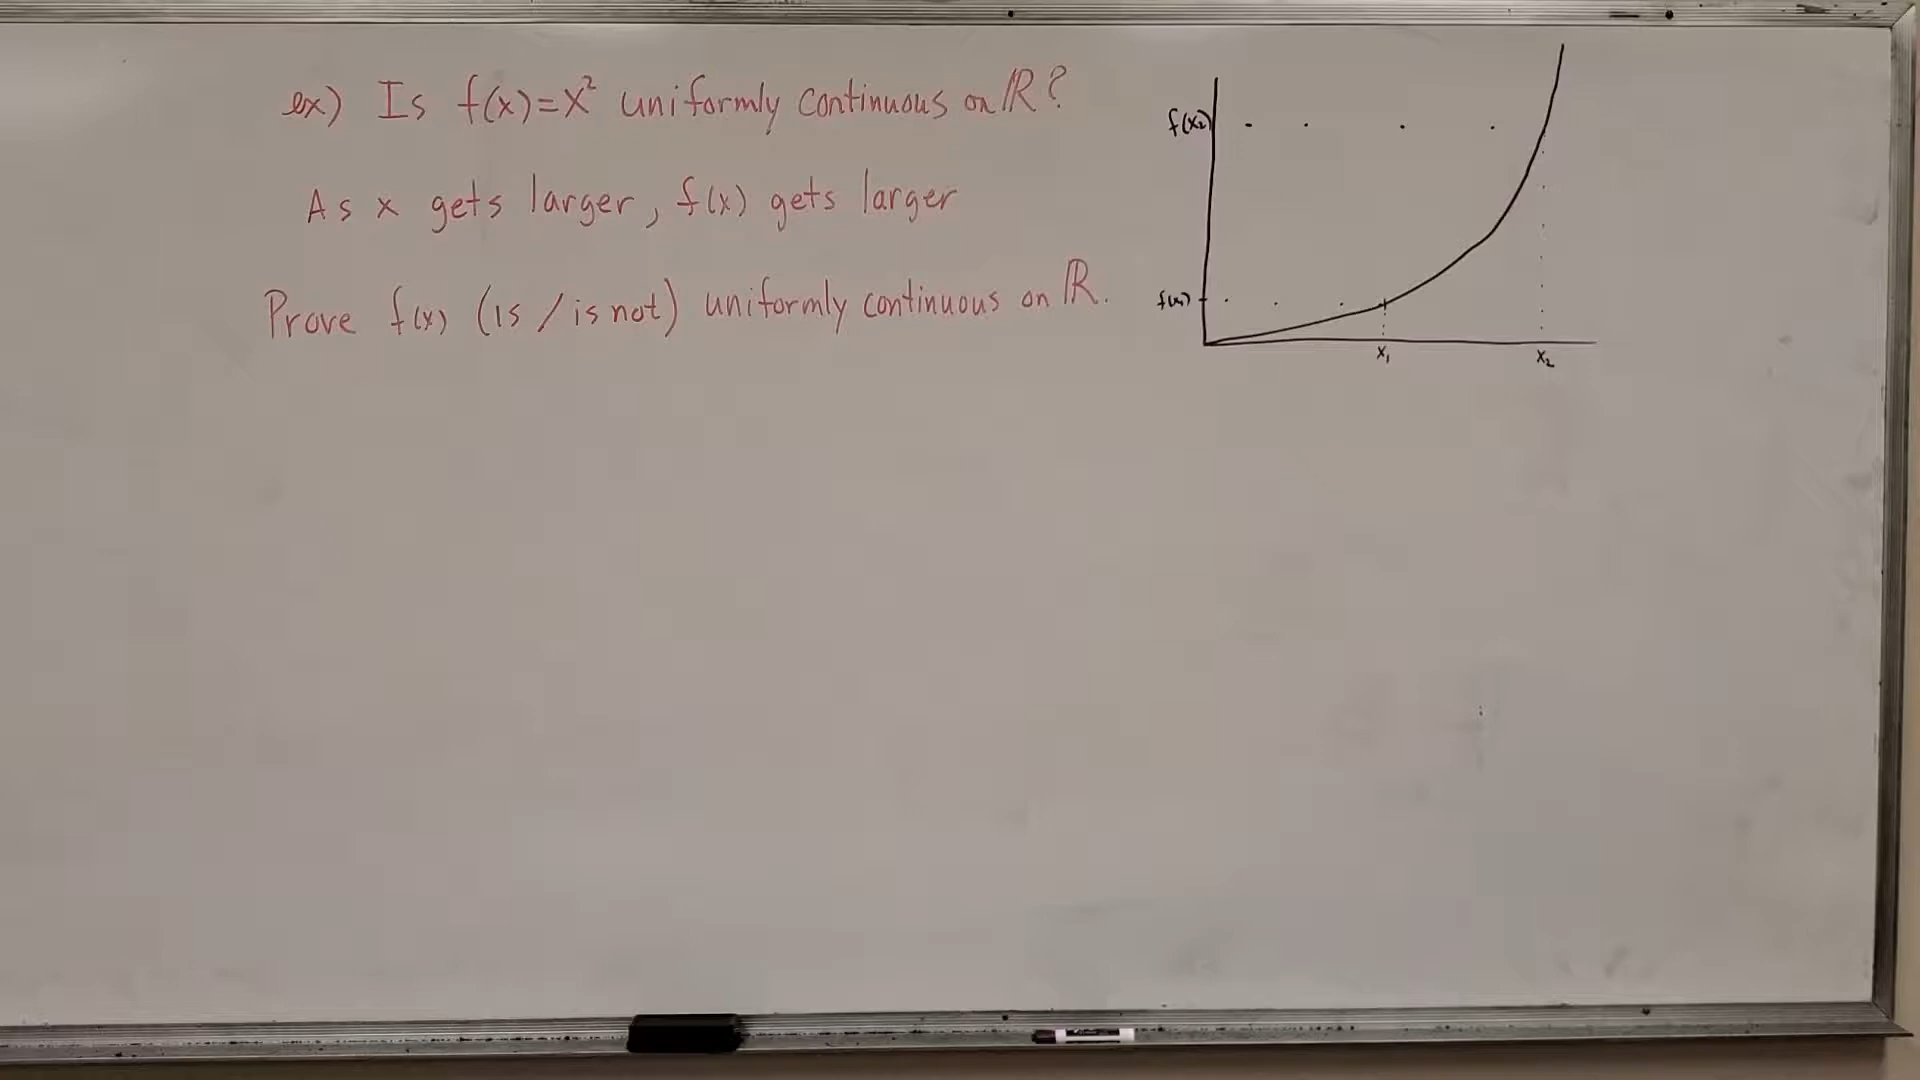 ex) Is f(x)=x² uniformly continuous on ℝ?
As x gets larger, f(x) gets larger
Prove f(x) (is / is not) uniformly continuous on ℝ.
f(x₂)
f(x₁)
x₁
x₂